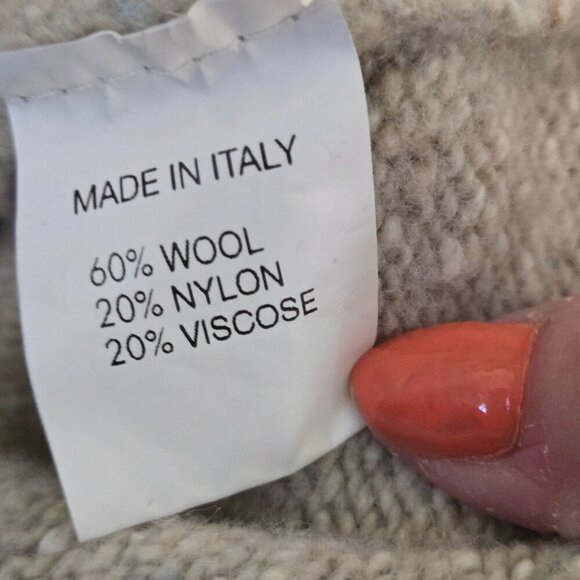 MADE IN ITALY
60% WOOL
20% NYLON
20% VISCOSE